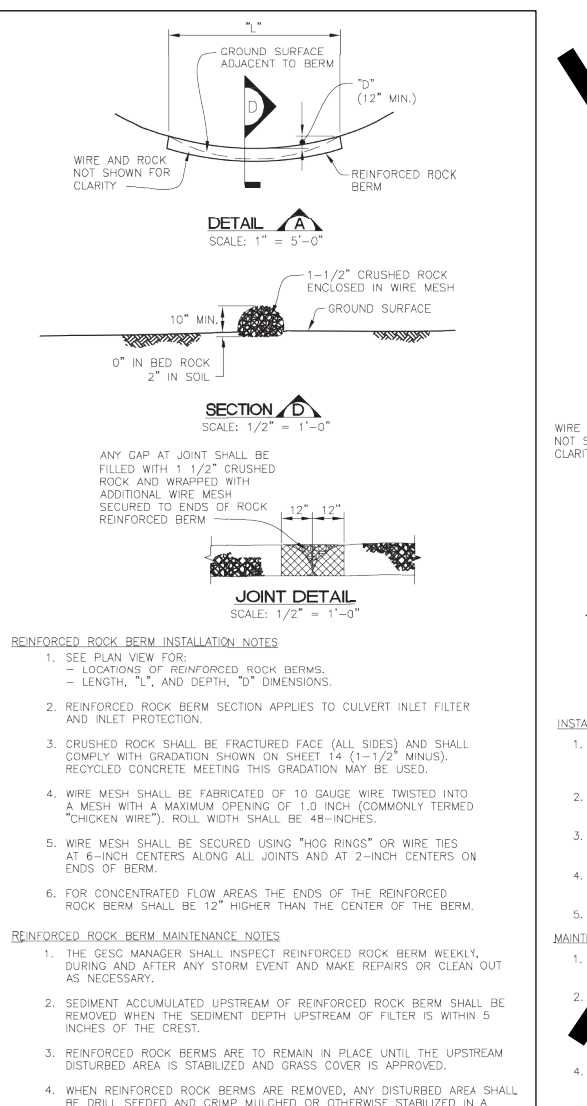 "L"
GROUND SURFACE
ADJACENT TO BERM
"D"
(12" MIN.)
D
WIRE AND ROCK
NOT SHOWN FOR
CLARITY
REINFORCED ROCK
BERM
DETAIL A
SCALE: 1" = 5'-0"
1-1/2" CRUSHED ROCK
ENCLOSED IN WIRE MESH
10" MIN.
GROUND SURFACE
0" IN BED ROCK
2" IN SOIL
SECTION D
SCALE: 1/2" = 1'-0"
ANY GAP AT JOINT SHALL BE
FILLED WITH 1 1/2" CRUSHED
ROCK AND WRAPPED WITH
ADDITIONAL WIRE MESH
SECURED TO ENDS OF ROCK
REINFORCED BERM
12" 12"
JOINT DETAIL
SCALE: 1/2" = 1'-0"
REINFORCED ROCK BERM INSTALLATION NOTES
1. SEE PLAN VIEW FOR:
- LOCATIONS OF REINFORCED ROCK BERMS.
- LENGTH, "L", AND DEPTH, "D" DIMENSIONS.
2. REINFORCED ROCK BERM SECTION APPLIES TO CULVERT INLET FILTER
AND INLET PROTECTION.
3. CRUSHED ROCK SHALL BE FRACTURED FACE (ALL SIDES) AND SHALL
COMPLY WITH GRADATION SHOWN ON SHEET 14 (1-1/2" MINUS).
RECYCLED CONCRETE MEETING THIS GRADATION MAY BE USED.
4. WIRE MESH SHALL BE FABRICATED OF 10 GAUGE WIRE TWISTED INTO
A MESH WITH A MAXIMUM OPENING OF 1.0 INCH (COMMONLY TERMED
"CHICKEN WIRE"). ROLL WIDTH SHALL BE 48-INCHES.
5. WIRE MESH SHALL BE SECURED USING "HOG RINGS" OR WIRE TIES
AT 6-INCH CENTERS ALONG ALL JOINTS AND AT 2-INCH CENTERS ON
ENDS OF BERM.
6. FOR CONCENTRATED FLOW AREAS THE ENDS OF THE REINFORCED
ROCK BERM SHALL BE 12" HIGHER THAN THE CENTER OF THE BERM.
REINFORCED ROCK BERM MAINTENANCE NOTES
1. THE GESC MANAGER SHALL INSPECT REINFORCED ROCK BERM WEEKLY,
DURING AND AFTER ANY STORM EVENT AND MAKE REPAIRS OR CLEAN OUT
AS NECESSARY.
2. SEDIMENT ACCUMULATED UPSTREAM OF REINFORCED ROCK BERM SHALL BE
REMOVED WHEN THE SEDIMENT DEPTH UPSTREAM OF FILTER IS WITHIN 5
INCHES OF THE CREST.
3. REINFORCED ROCK BERMS ARE TO REMAIN IN PLACE UNTIL THE UPSTREAM
DISTURBED AREA IS STABILIZED AND GRASS COVER IS APPROVED.
4. WHEN REINFORCED ROCK BERMS ARE REMOVED, ANY DISTURBED AREA SHALL
BE DRILL SEEDED AND CRIMP MULCHED OR OTHERWISE STABILIZED IN A
WIRE
NOT
1.
2.
3.
4.
5.
1.
2.
4.